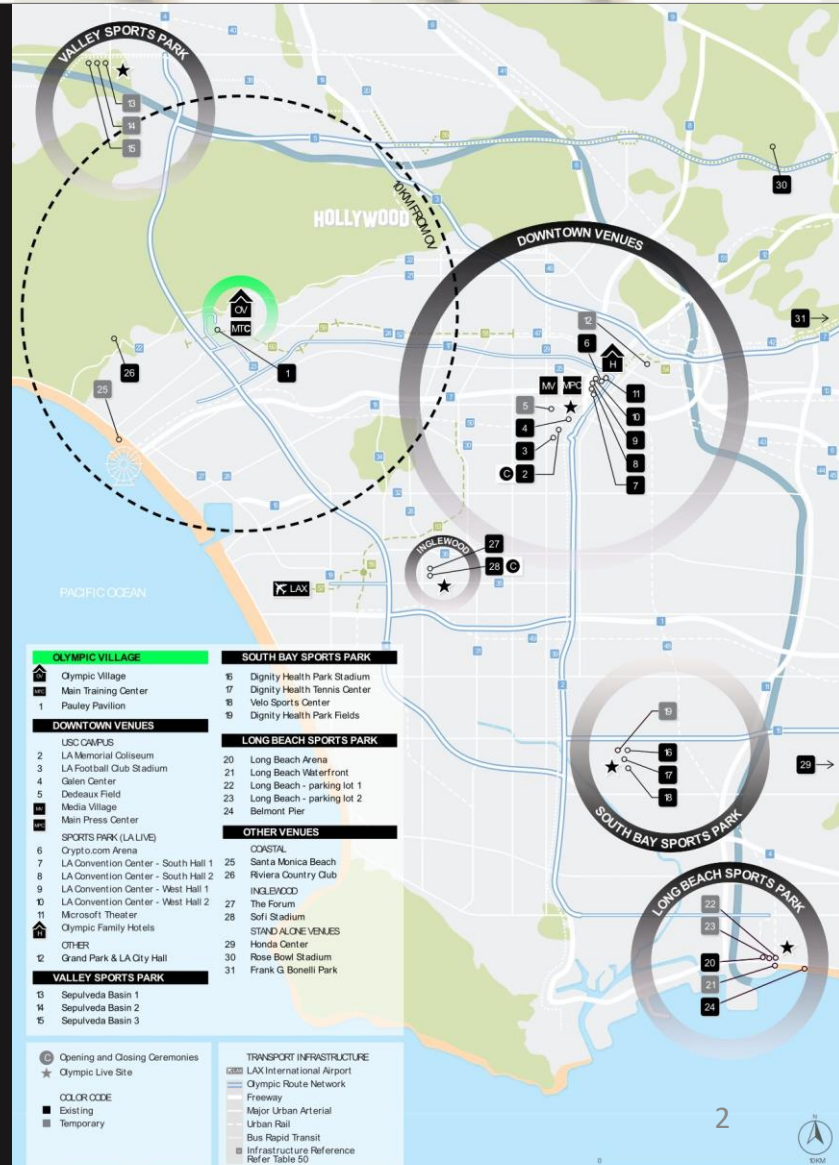 VALLEY SPORTS PARK
13
14
15
HOLLYWOOD
10KM FROM OV
DOWNTOWN VENUES
30
31
OV
MTC
1
26
25
12
6
H
MV
MPC
5
4
3
C
2
11
10
9
8
7
INGLEWOOD
27
28
C
LAX
PACIFIC OCEAN
19
16
17
18
29
SOUTH BAY SPORTS PARK
LONG BEACH SPORTS PARK
22
23
20
21
24
OLYMPIC VILLAGE
OV Olympic Village
MTC Main Training Center
1 Pauley Pavilion
DOWNTOWN VENUES
USC CAMPUS
2 LA Memorial Coliseum
3 LA Football Club Stadium
4 Galen Center
5 Dedeaux Field
MV Media Village
MPC Main Press Center
SPORTS PARK (LA LIVE)
6 Crypto.com Arena
7 LA Convention Center - South Hall 1
8 LA Convention Center - South Hall 2
9 LA Convention Center - West Hall 1
10 LA Convention Center - West Hall 2
11 Microsoft Theater
H Olympic Family Hotels
OTHER
12 Grand Park & LA City Hall
VALLEY SPORTS PARK
13 Sepulveda Basin 1
14 Sepulveda Basin 2
15 Sepulveda Basin 3
SOUTH BAY SPORTS PARK
16 Dignity Health Park Stadium
17 Dignity Health Tennis Center
18 Velo Sports Center
19 Dignity Health Park Fields
LONG BEACH SPORTS PARK
20 Long Beach Arena
21 Long Beach Waterfront
22 Long Beach - parking lot 1
23 Long Beach - parking lot 2
24 Belmont Pier
OTHER VENUES
COASTAL
25 Santa Monica Beach
26 Riviera Country Club
INGLEWOOD
27 The Forum
28 Sofi Stadium
STAND ALONE VENUES
29 Honda Center
30 Rose Bowl Stadium
31 Frank G. Bonelli Park
C Opening and Closing Ceremonies
Olympic Live Site
COLOR CODE
Existing
Temporary
TRANSPORT INFRASTRUCTURE
LAX International Airport
Olympic Route Network
Freeway
Major Urban Arterial
Urban Rail
Bus Rapid Transit
Infrastructure Reference
Refer Table 50
2
N
0
10KM